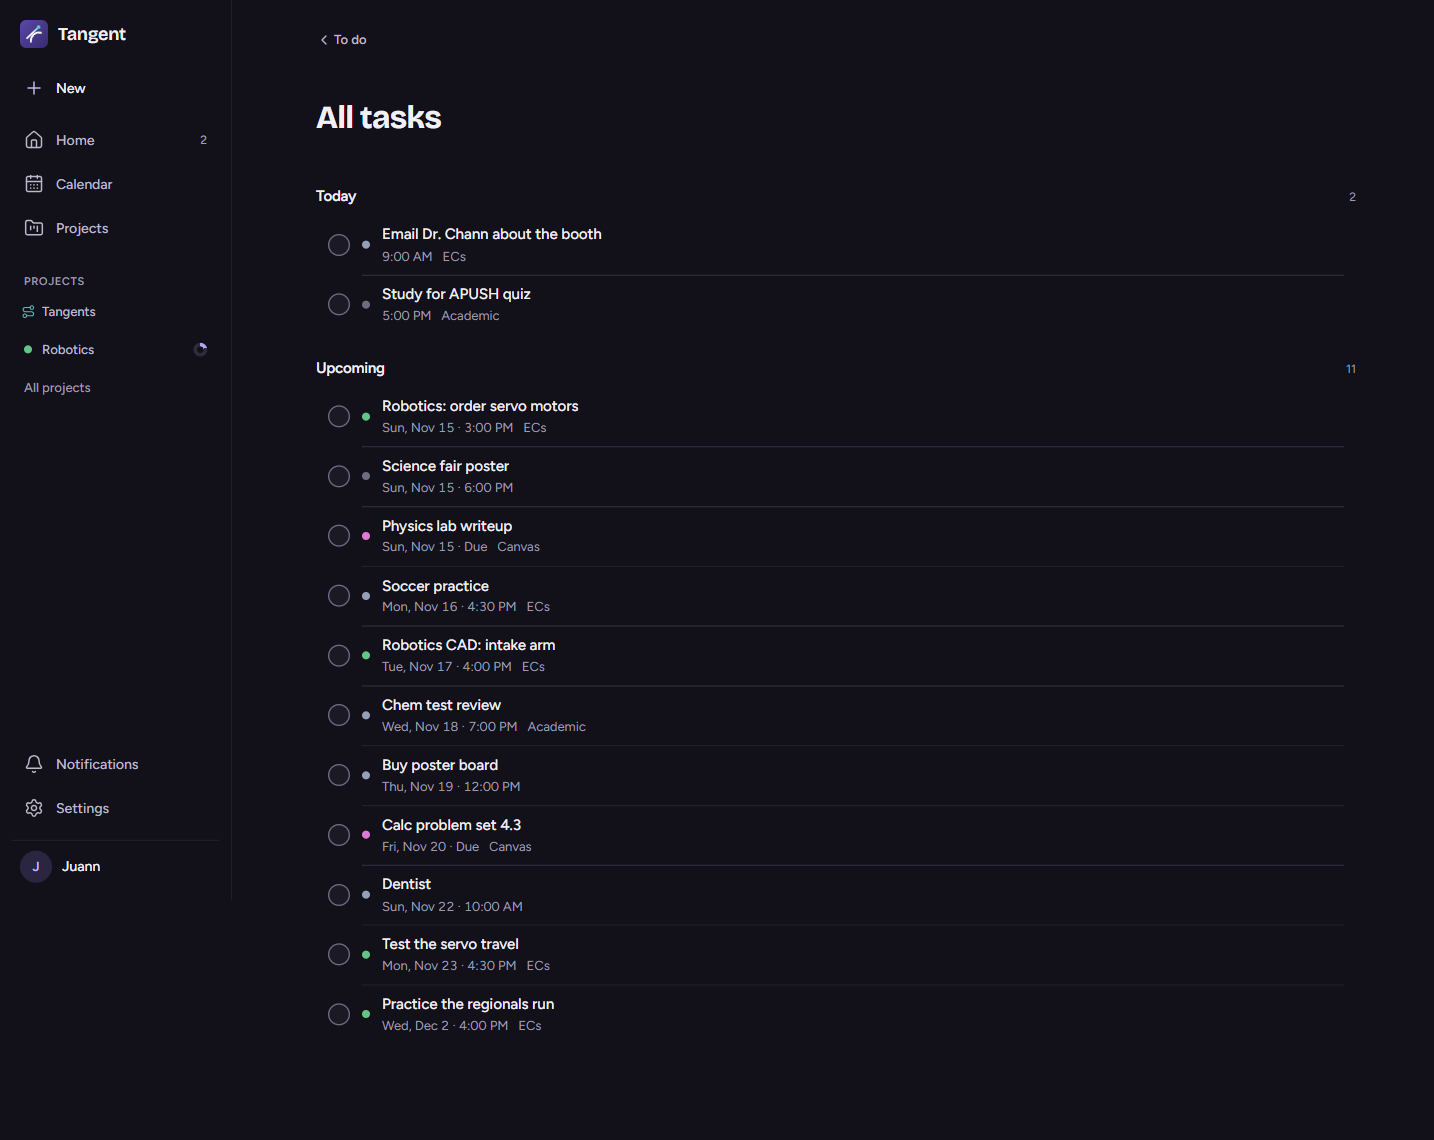 Tangent
New
Home 2
Calendar
Projects
PROJECTS
Tangents
Robotics
All projects
Notifications
Settings
J Juann
To do
All tasks
Today 2
Email Dr. Chann about the booth
9:00 AM ECs
Study for APUSH quiz
5:00 PM Academic
Upcoming 11
Robotics: order servo motors
Sun, Nov 15 · 3:00 PM ECs
Science fair poster
Sun, Nov 15 · 6:00 PM
Physics lab writeup
Sun, Nov 15 · Due Canvas
Soccer practice
Mon, Nov 16 · 4:30 PM ECs
Robotics CAD: intake arm
Tue, Nov 17 · 4:00 PM ECs
Chem test review
Wed, Nov 18 · 7:00 PM Academic
Buy poster board
Thu, Nov 19 · 12:00 PM
Calc problem set 4.3
Fri, Nov 20 · Due Canvas
Dentist
Sun, Nov 22 · 10:00 AM
Test the servo travel
Mon, Nov 23 · 4:30 PM ECs
Practice the regionals run
Wed, Dec 2 · 4:00 PM ECs